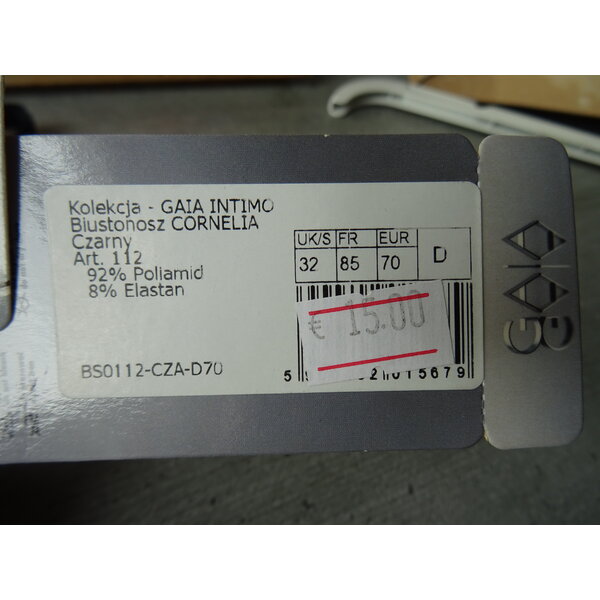 Kolekcja - GAIA INTIMO
Biustonosz CORNELIA
Czarny
Art. 112
92% Poliamid
8% Elastan
BS0112-CZA-D70
UK/S FR EUR
32 85 70 D
€ 15.00
015679
GAIA